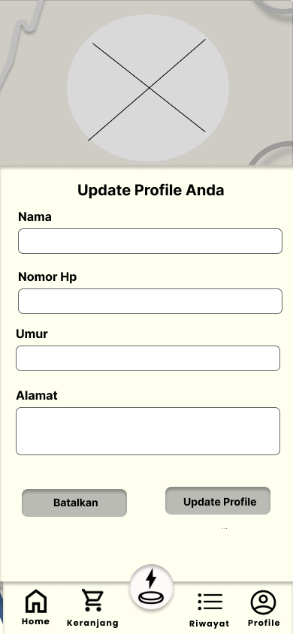 Update Profile Anda
Nama
Nomor Hp
Umur
Alamat
Batalkan
Update Profile
...
Home
Keranjang
Riwayat
Profile